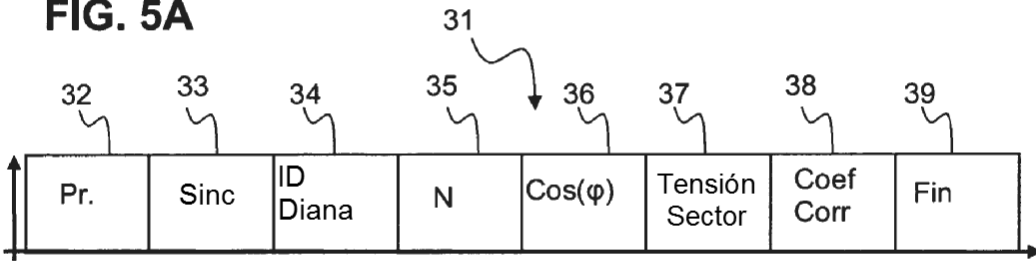 FIG. 5A
31
32 33 34 35 36 37 38 39
Pr. Sinc ID Diana N Cos(φ) Tensión Sector Coef Corr Fin